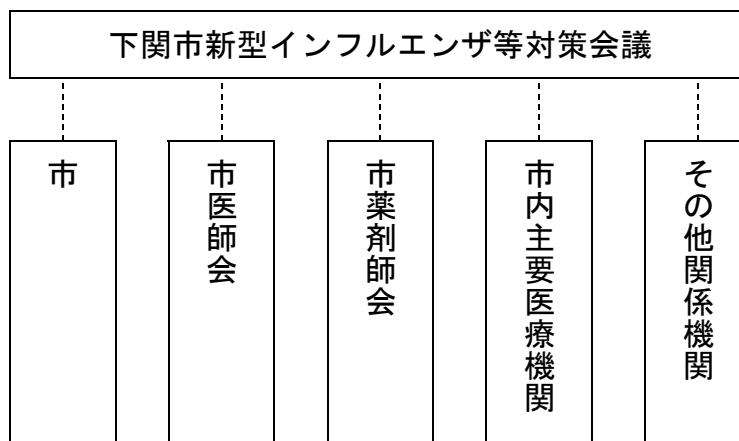 下関市新型インフルエンザ等対策会議
市
市医師会
市薬剤師会
市内主要医療機関
その他関係機関